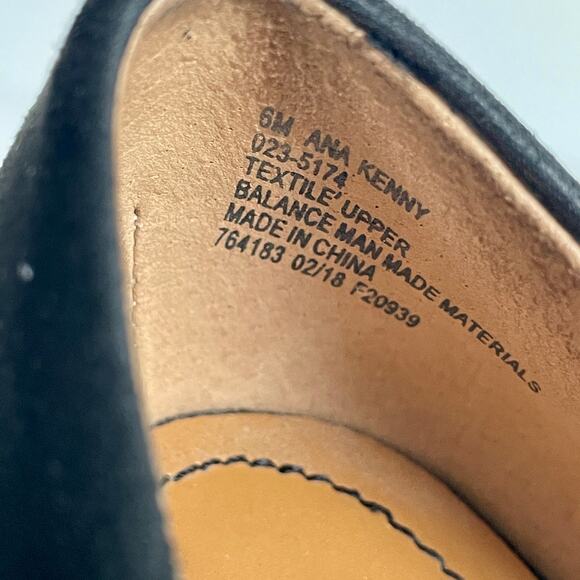 6M ANA KENNY
023-5174
TEXTILE' UPPER
BALANCE MAN MADE MATERIALS
MADE IN CHINA
764183 02/18 F20939